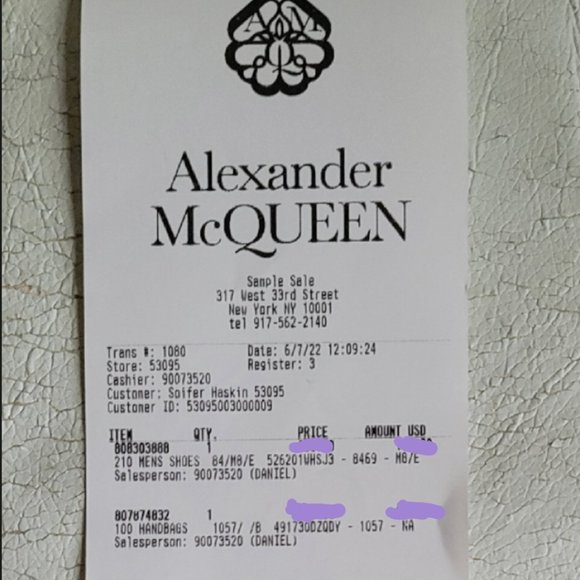 A M
Alexander
McQUEEN
Sample Sale
317 West 33rd Street
New York NY 10001
tel 917-562-2140
Trans #: 1080 Date: 6/7/22 12:09:24
Store: 53095 Register: 3
Cashier: 90073520
Customer: Soifer Haskin 53095
Customer ID: 53095003000009
ITEM QTY. PRICE AMOUNT USD
808303888 1
210 MENS SHOES 84/M8/E 526201WHSJ3 - 8469 - M8/E
Salesperson: 90073520 (DANIEL)
807874832 1
100 HANDBAGS 1057/ /B 491730DZQDY - 1057 - NA
Salesperson: 90073520 (DANIEL)